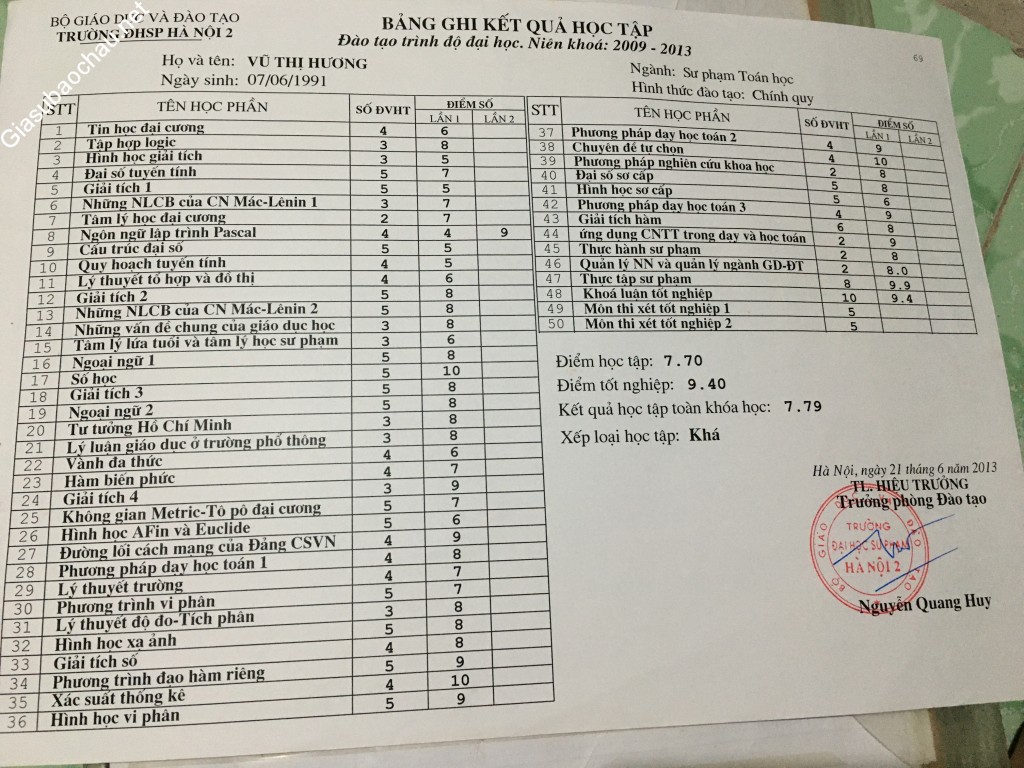 BỘ GIÁO DỤC VÀ ĐÀO TẠO
TRƯỜNG ĐHSP HÀ NỘI 2
BẢNG GHI KẾT QUẢ HỌC TẬP
Đào tạo trình độ đại học. Niên khoá: 2009 - 2013
69
Họ và tên: VŨ THỊ HƯƠNG
Ngày sinh: 07/06/1991
Ngành: Sư phạm Toán học
Hình thức đào tạo: Chính quy
Giasubaochau.net
STT TÊN HỌC PHẦN SỐ ĐVHT ĐIỂM SỐ
LẦN 1 LẦN 2
1 Tin học đại cương 4 6
2 Tập hợp logic 3 8
3 Hình học giải tích 3 5
4 Đại số tuyến tính 5 7
5 Giải tích 1 5 5
6 Những NLCB của CN Mác-Lênin 1 3 7
7 Tâm lý học đại cương 2 7
8 Ngôn ngữ lập trình Pascal 4 4 9
9 Cấu trúc đại số 5 5
10 Quy hoạch tuyến tính 4 5
11 Lý thuyết tổ hợp và đồ thị 4 6
12 Giải tích 2 5 8
13 Những NLCB của CN Mác-Lênin 2 5 8
14 Những vấn đề chung của giáo dục học 3 8
15 Tâm lý lứa tuổi và tâm lý học sư phạm 3 6
16 Ngoại ngữ 1 5 8
17 Số học 5 10
18 Giải tích 3 5 8
19 Ngoại ngữ 2 5 8
20 Tư tưởng Hồ Chí Minh 3 8
21 Lý luận giáo dục ở trường phổ thông 3 8
22 Vành đa thức 4 6
23 Hàm biến phức 4 7
24 Giải tích 4 3 9
25 Không gian Metric-Tô pô đại cương 5 7
26 Hình học AFin và Euclide 5 6
27 Đường lối cách mạng của Đảng CSVN 4 9
28 Phương pháp dạy học toán 1 4 8
29 Lý thuyết trường 4 7
30 Phương trình vi phân 5 7
31 Lý thuyết độ đo-Tích phân 3 8
32 Hình học xạ ảnh 5 8
33 Giải tích số 4 8
34 Phương trình đạo hàm riêng 5 9
35 Xác suất thống kê 4 10
36 Hình học vi phân 5 9
STT TÊN HỌC PHẦN SỐ ĐVHT ĐIỂM SỐ
LẦN 1 LẦN 2
37 Phương pháp dạy học toán 2 4 9
38 Chuyên đề tự chọn 4 10
39 Phương pháp nghiên cứu khoa học 2 8
40 Đại số sơ cấp 5 8
41 Hình học sơ cấp 5 6
42 Phương pháp dạy học toán 3 4 9
43 Giải tích hàm 6 8
44 ứng dụng CNTT trong dạy và học toán 2 9
45 Thực hành sư phạm 2 8
46 Quản lý NN và quản lý ngành GD-ĐT 2 8.0
47 Thực tập sư phạm 8 9.9
48 Khoá luận tốt nghiệp 10 9.4
49 Môn thi xét tốt nghiệp 1 5
50 Môn thi xét tốt nghiệp 2 5
Điểm học tập: 7.70
Điểm tốt nghiệp: 9.40
Kết quả học tập toàn khóa học: 7.79
Xếp loại học tập: Khá
Hà Nội, ngày 21 tháng 6 năm 2013
TL. HIỆU TRƯỞNG
Trưởng phòng Đào tạo
BỘ GIÁO DỤC ĐÀO TẠO
TRƯỜNG
ĐẠI HỌC SƯ PHẠM
HÀ NỘI 2
Nguyễn Quang Huy